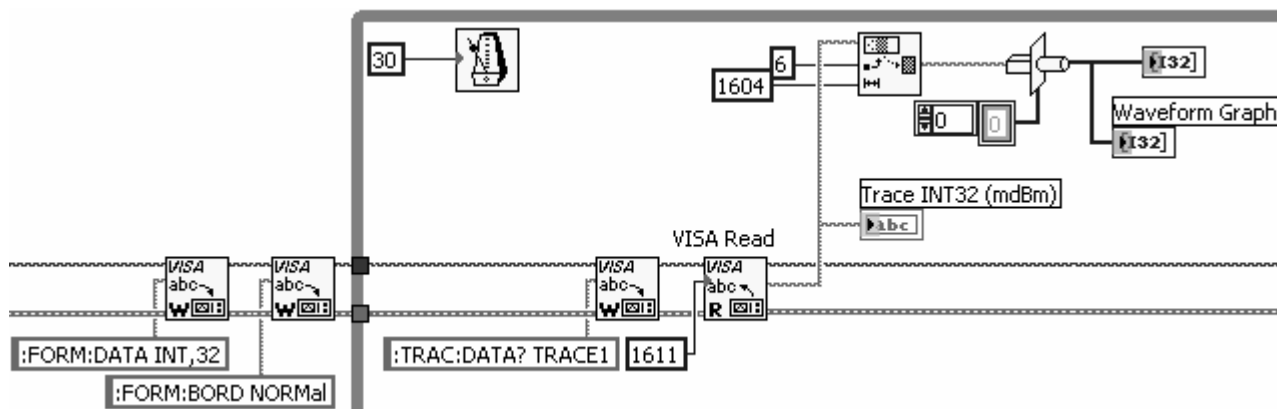 30
6
1604
0
0
I32]
Waveform Graph
I32]
Trace INT32 (mdBm)
abc
VISA Read
VISA
abc
W
VISA
abc
W
VISA
abc
W
VISA
abc
R
:FORM:DATA INT,32
:TRAC:DATA? TRACE1
1611
:FORM:BORD NORMal